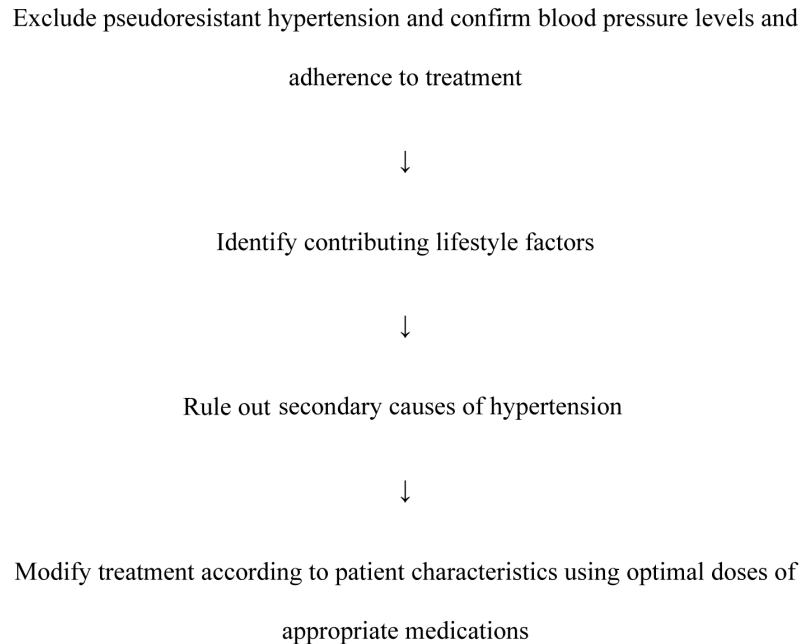 Exclude pseudoresistant hypertension and confirm blood pressure levels and
adherence to treatment
↓
Identify contributing lifestyle factors
↓
Rule out secondary causes of hypertension
↓
Modify treatment according to patient characteristics using optimal doses of
appropriate medications